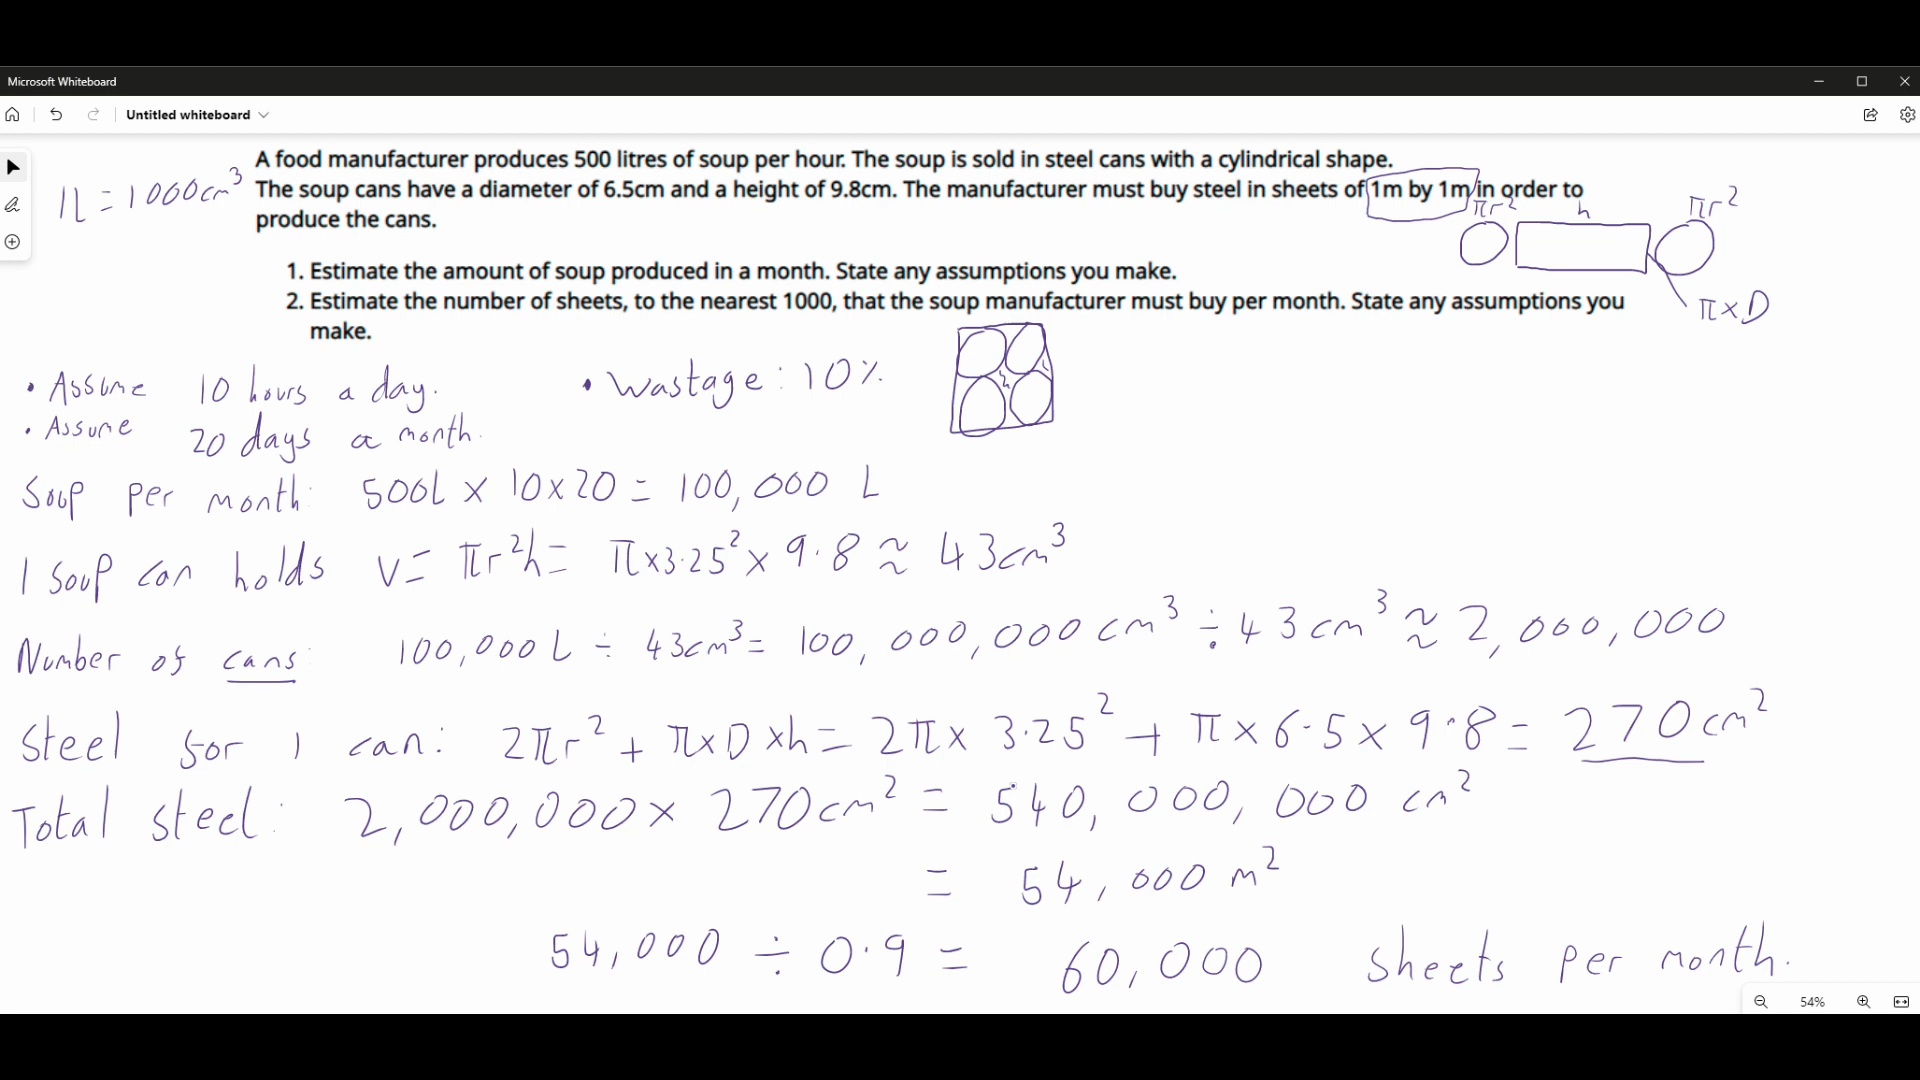 Microsoft Whiteboard
Untitled whiteboard
1L = 1000cm³
A food manufacturer produces 500 litres of soup per hour. The soup is sold in steel cans with a cylindrical shape.
The soup cans have a diameter of 6.5cm and a height of 9.8cm. The manufacturer must buy steel in sheets of 1m by 1m in order to
produce the cans.
πr² h πr²
π×D
1. Estimate the amount of soup produced in a month. State any assumptions you make.
2. Estimate the number of sheets, to the nearest 1000, that the soup manufacturer must buy per month. State any assumptions you
make.
• Assume 10 hours a day. • Wastage: 10%
• Assume 20 days a month.
Soup per month: 500L × 10×20 = 100,000 L
1 soup can holds V= πr²h = π×3.25²×9.8 ≈ 43cm³
Number of cans: 100,000L ÷ 43cm³ = 100,000,000cm³ ÷ 43cm³ ≈ 2,000,000
Steel for 1 can: 2πr² + π×D×h = 2π× 3.25² + π×6.5×9.8 = 270cm²
Total steel: 2,000,000 × 270cm² = 540,000,000 cm²
= 54,000 m²
54,000 ÷ 0.9 = 60,000 sheets per month.
54%